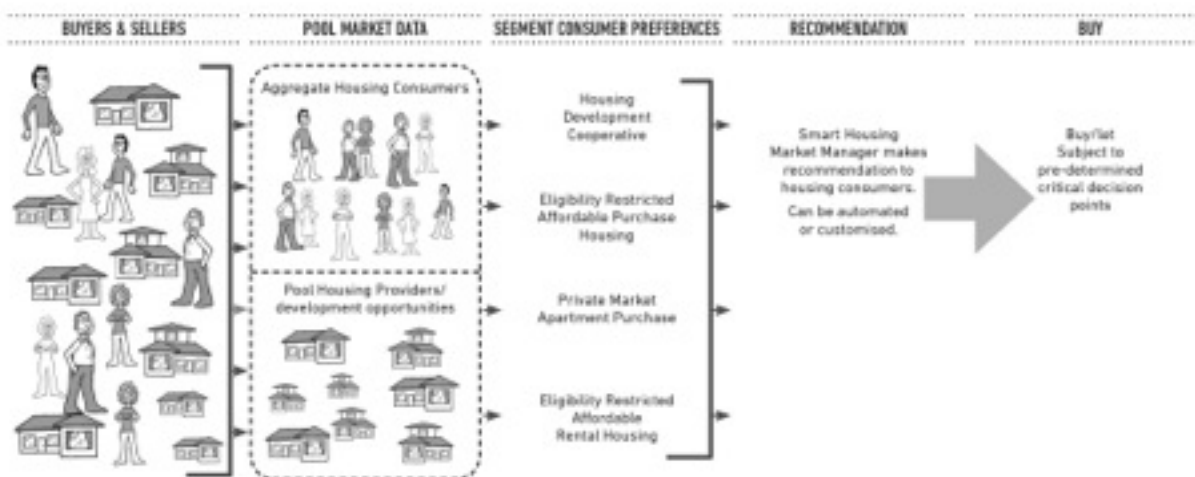 BUYERS & SELLERS
POOL MARKET DATA
SEGMENT CONSUMER PREFERENCES
RECOMMENDATION
BUY
Aggregate Housing Consumers
Pool Housing Providers/
development opportunities
Housing
Development
Cooperative
Eligibility Restricted
Affordable Purchase
Housing
Private Market
Apartment Purchase
Eligibility Restricted
Affordable
Rental Housing
Smart Housing
Market Manager makes
recommendation to
housing consumers.
Can be automated
or customised.
Buy/let
Subject to
pre-determined
critical decision
points